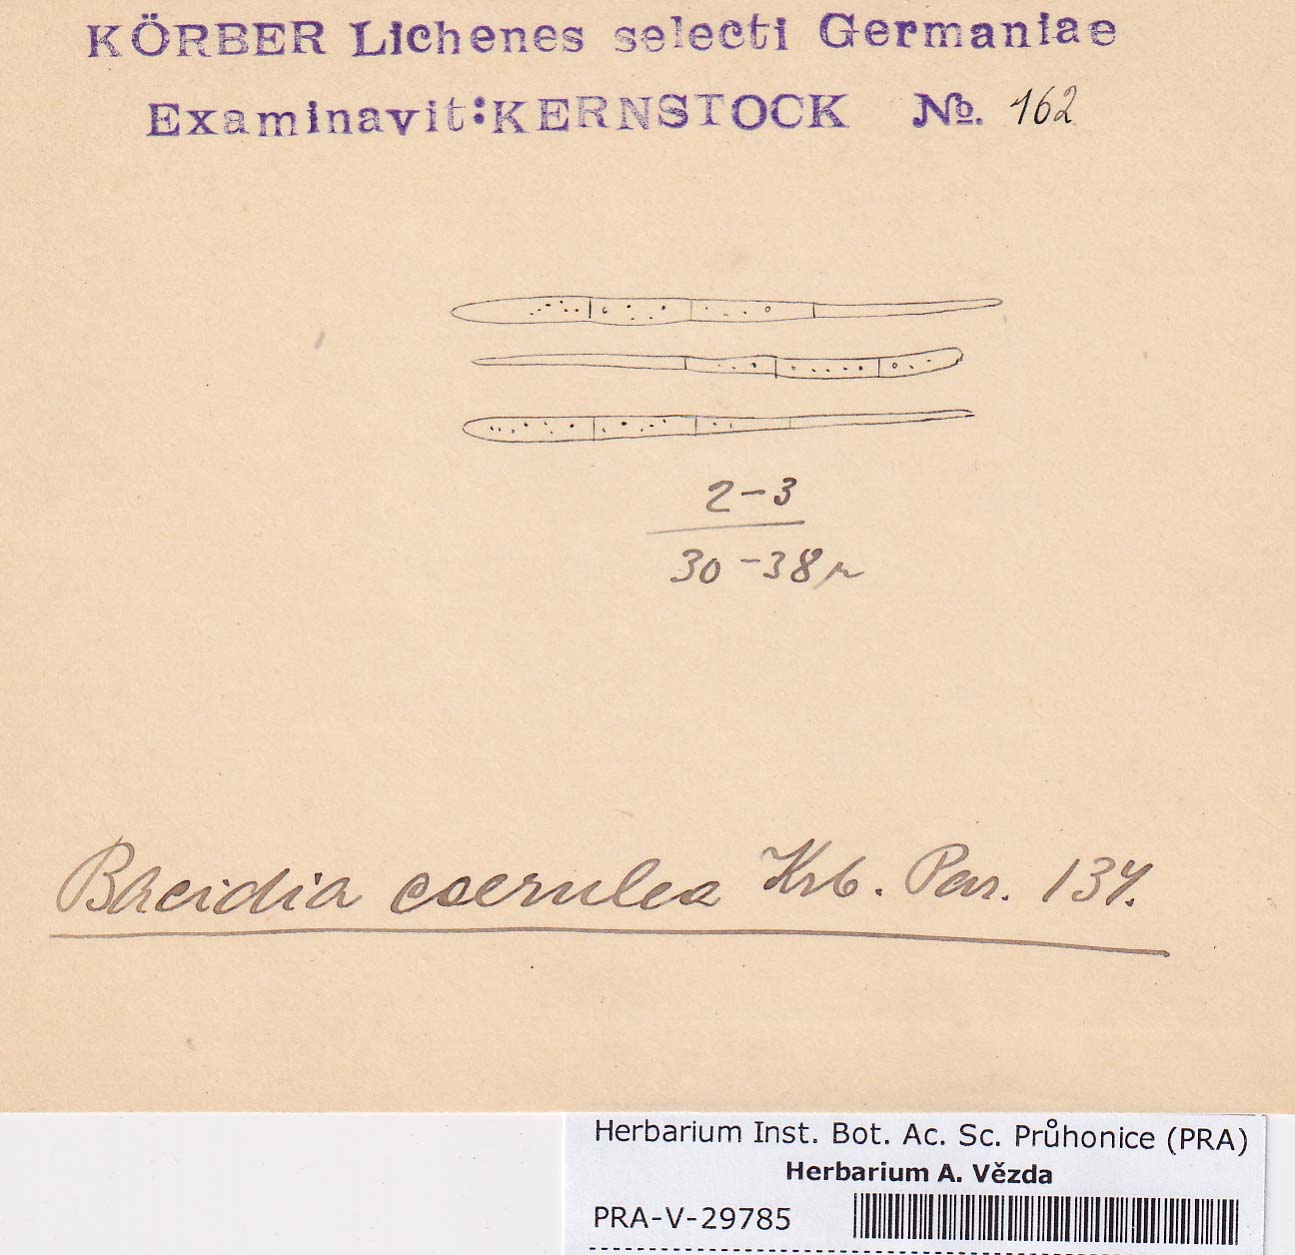 KÖRBER Lichenes selecti Germaniae
Examinavit: KERNSTOCK No. 162
2-3
30-38 µ
Bacidia coerulea Krb. Par. 134.
Herbarium Inst. Bot. Ac. Sc. Průhonice (PRA)
Herbarium A. Vězda
PRA-V-29785